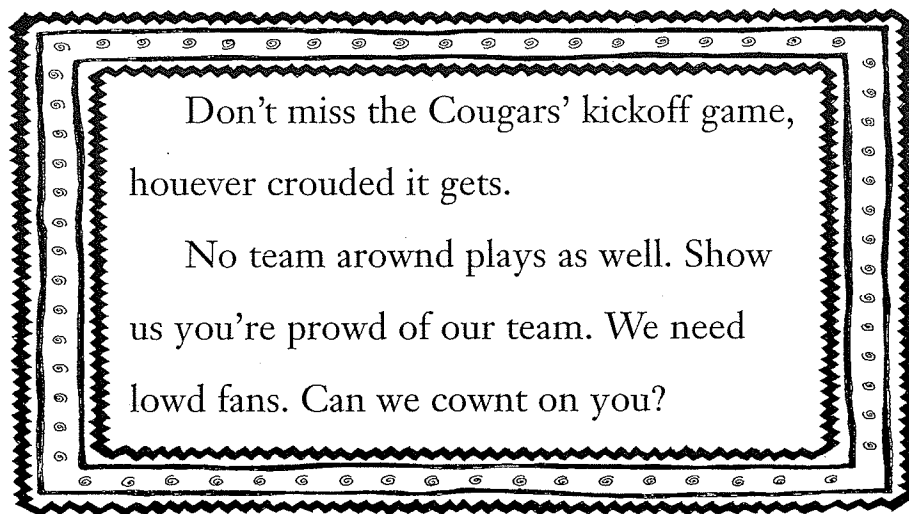 Don't miss the Cougars' kickoff game,
houever crouded it gets.
No team arownd plays as well. Show
us you're prowd of our team. We need
lowd fans. Can we cownt on you?